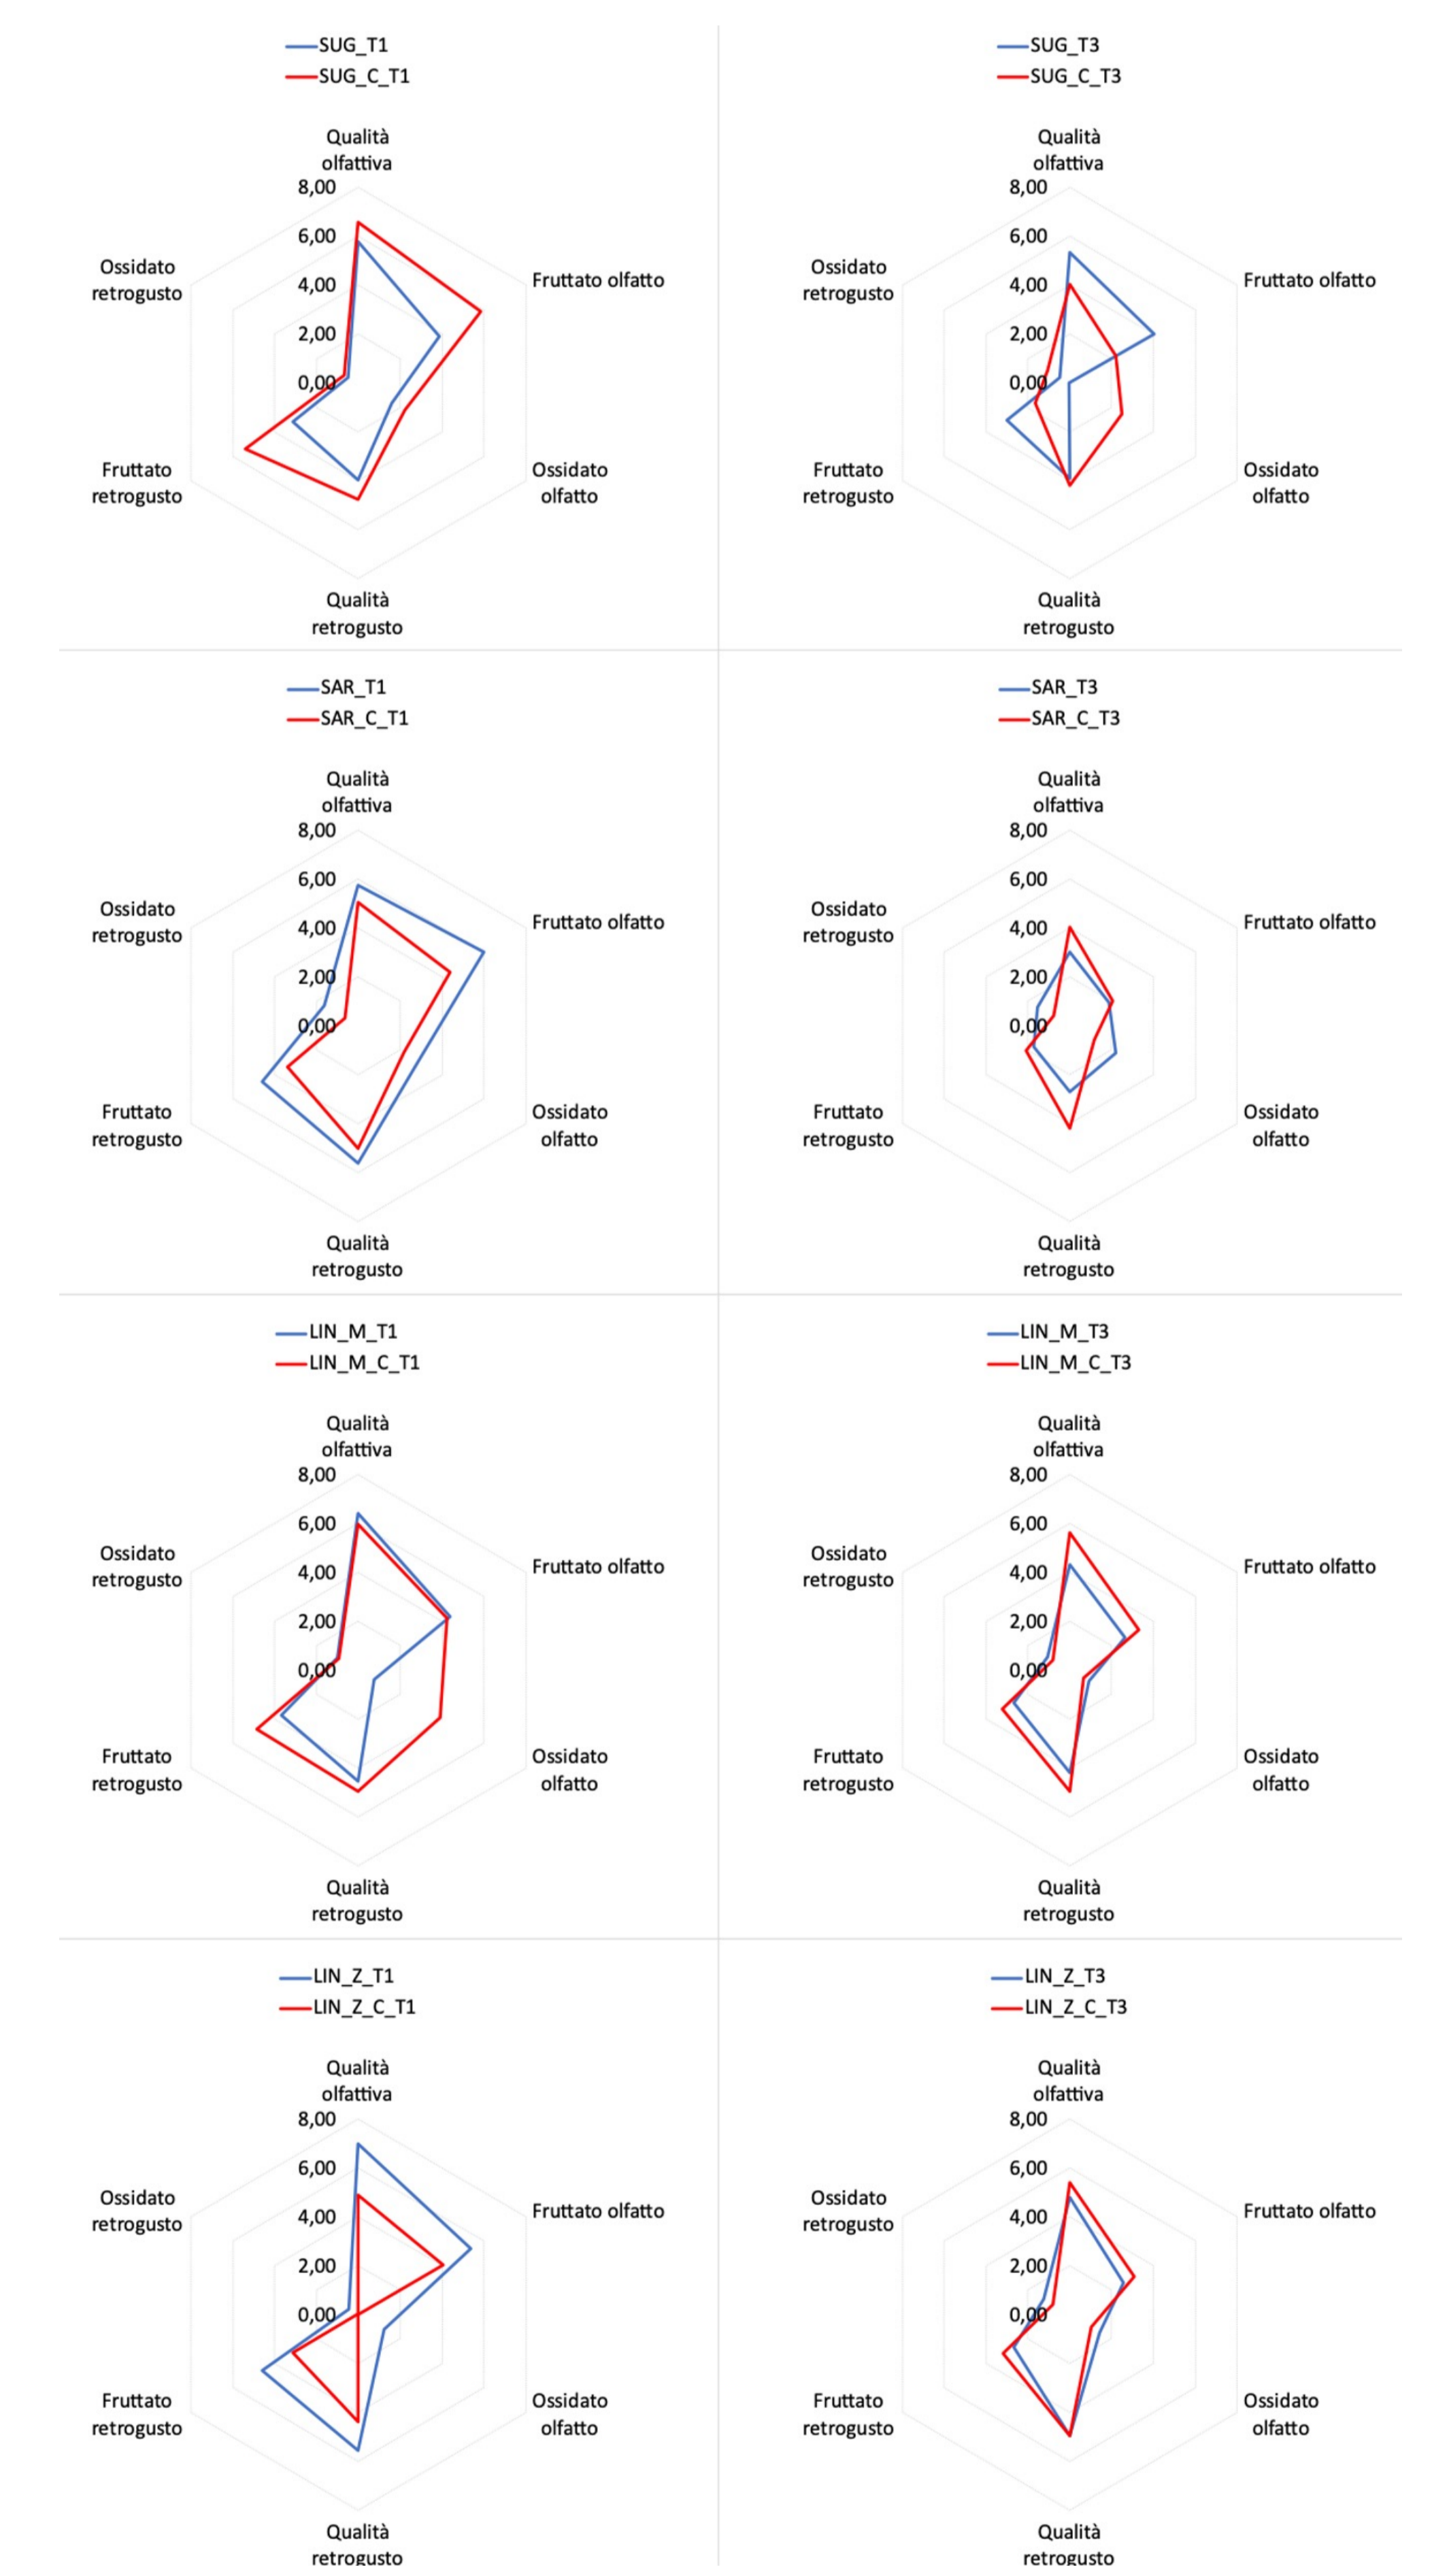 SUG_T1
SUG_C_T1
Qualità
olfattiva
8,00
6,00
4,00
2,00
0,00
Fruttato olfatto
Ossidato
olfatto
Qualità
retrogusto
Fruttato
retrogusto
Ossidato
retrogusto
SUG_T3
SUG_C_T3
Qualità
olfattiva
8,00
6,00
4,00
2,00
0,00
Fruttato olfatto
Ossidato
olfatto
Qualità
retrogusto
Fruttato
retrogusto
Ossidato
retrogusto
SAR_T1
SAR_C_T1
Qualità
olfattiva
8,00
6,00
4,00
2,00
0,00
Fruttato olfatto
Ossidato
olfatto
Qualità
retrogusto
Fruttato
retrogusto
Ossidato
retrogusto
SAR_T3
SAR_C_T3
Qualità
olfattiva
8,00
6,00
4,00
2,00
0,00
Fruttato olfatto
Ossidato
olfatto
Qualità
retrogusto
Fruttato
retrogusto
Ossidato
retrogusto
LIN_M_T1
LIN_M_C_T1
Qualità
olfattiva
8,00
6,00
4,00
2,00
0,00
Fruttato olfatto
Ossidato
olfatto
Qualità
retrogusto
Fruttato
retrogusto
Ossidato
retrogusto
LIN_M_T3
LIN_M_C_T3
Qualità
olfattiva
8,00
6,00
4,00
2,00
0,00
Fruttato olfatto
Ossidato
olfatto
Qualità
retrogusto
Fruttato
retrogusto
Ossidato
retrogusto
LIN_Z_T1
LIN_Z_C_T1
Qualità
olfattiva
8,00
6,00
4,00
2,00
0,00
Fruttato olfatto
Ossidato
olfatto
Qualità
retrogusto
Fruttato
retrogusto
Ossidato
retrogusto
LIN_Z_T3
LIN_Z_C_T3
Qualità
olfattiva
8,00
6,00
4,00
2,00
0,00
Fruttato olfatto
Ossidato
olfatto
Qualità
retrogusto
Fruttato
retrogusto
Ossidato
retrogusto